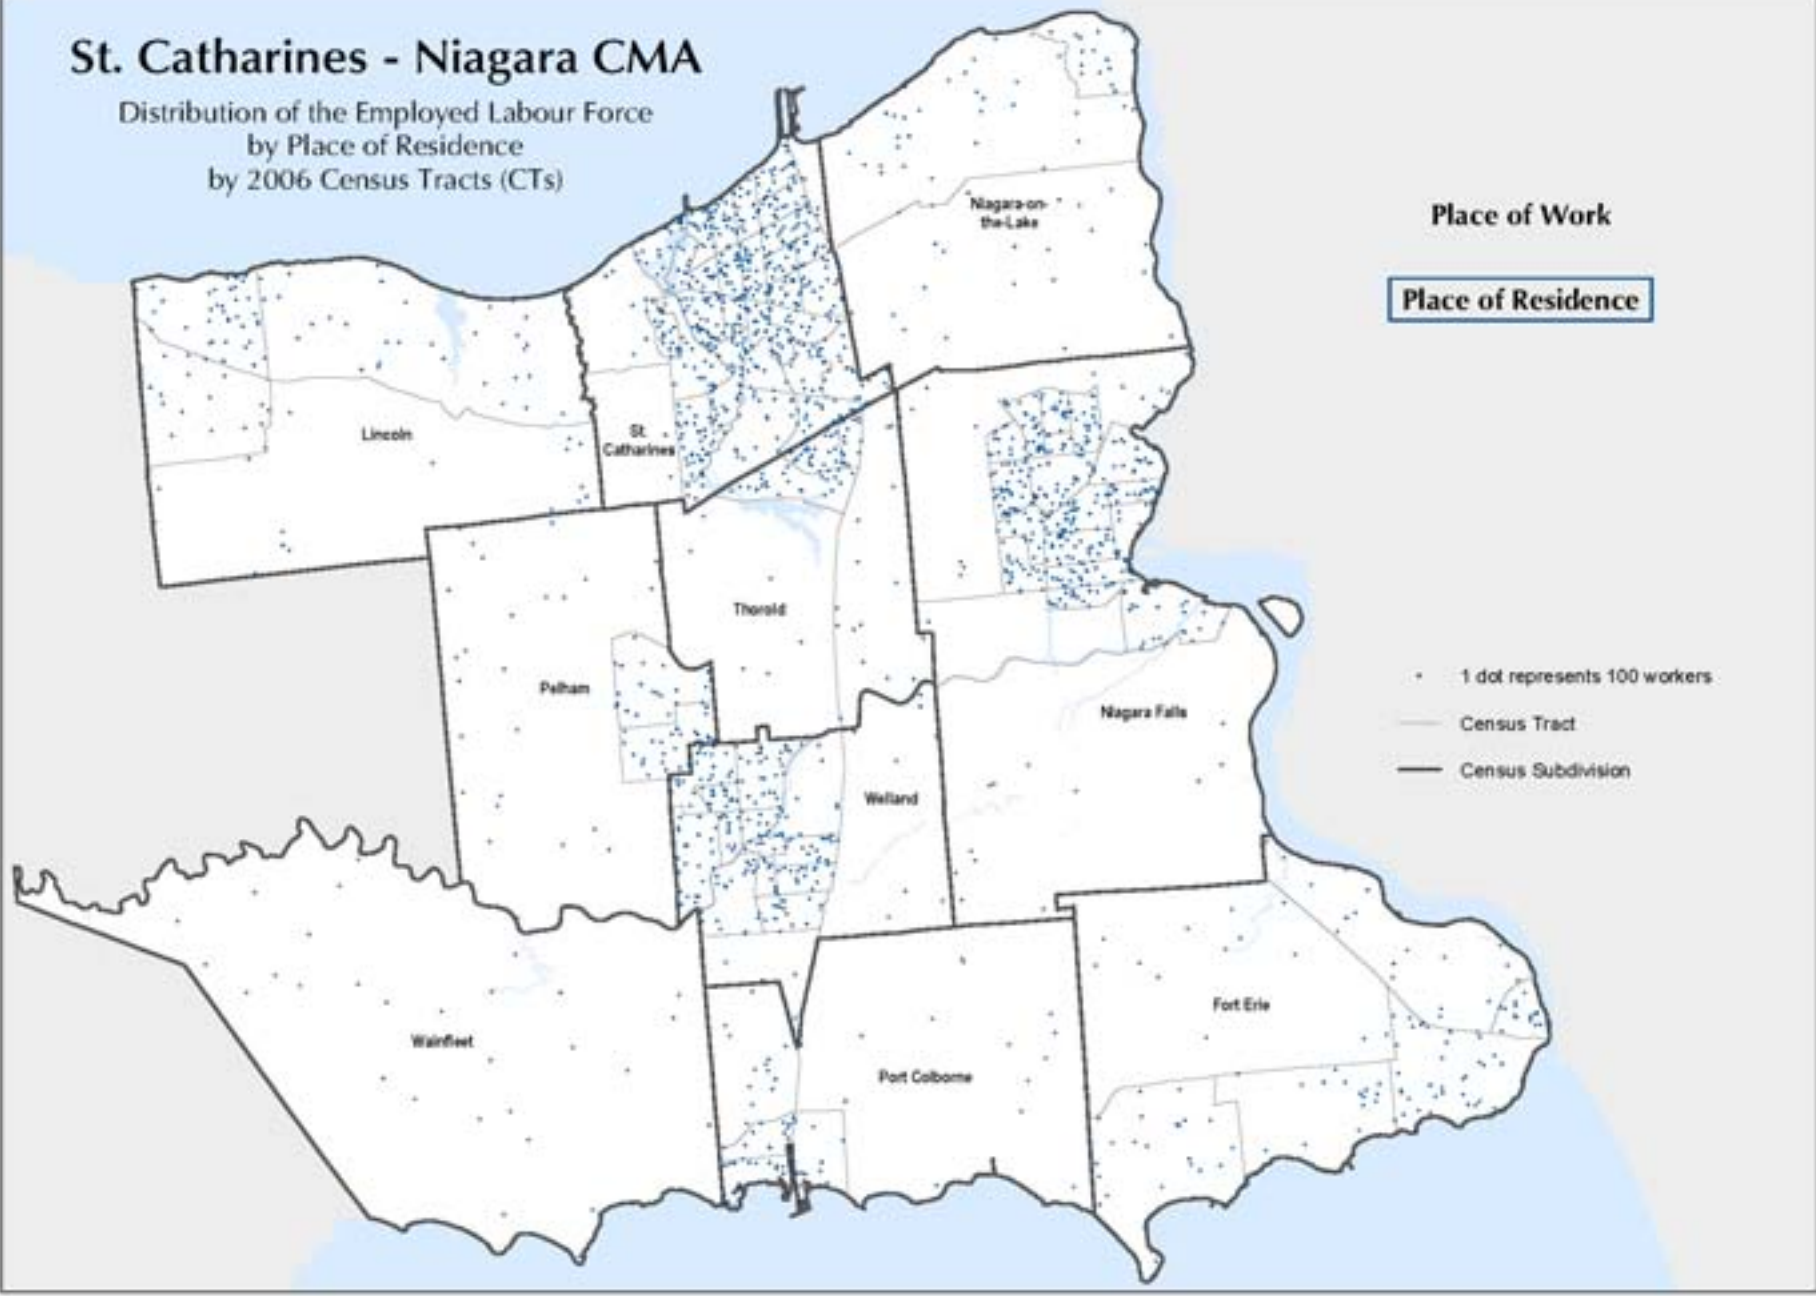 St. Catharines - Niagara CMA
Distribution of the Employed Labour Force
by Place of Residence
by 2006 Census Tracts (CTs)
Place of Work
Place of Residence
Niagara-on-
the-Lake
Lincoln
St.
Catharines
Thorold
Pelham
Niagara Falls
Welland
Wainfleet
Port Colborne
Fort Erie
1 dot represents 100 workers
Census Tract
Census Subdivision